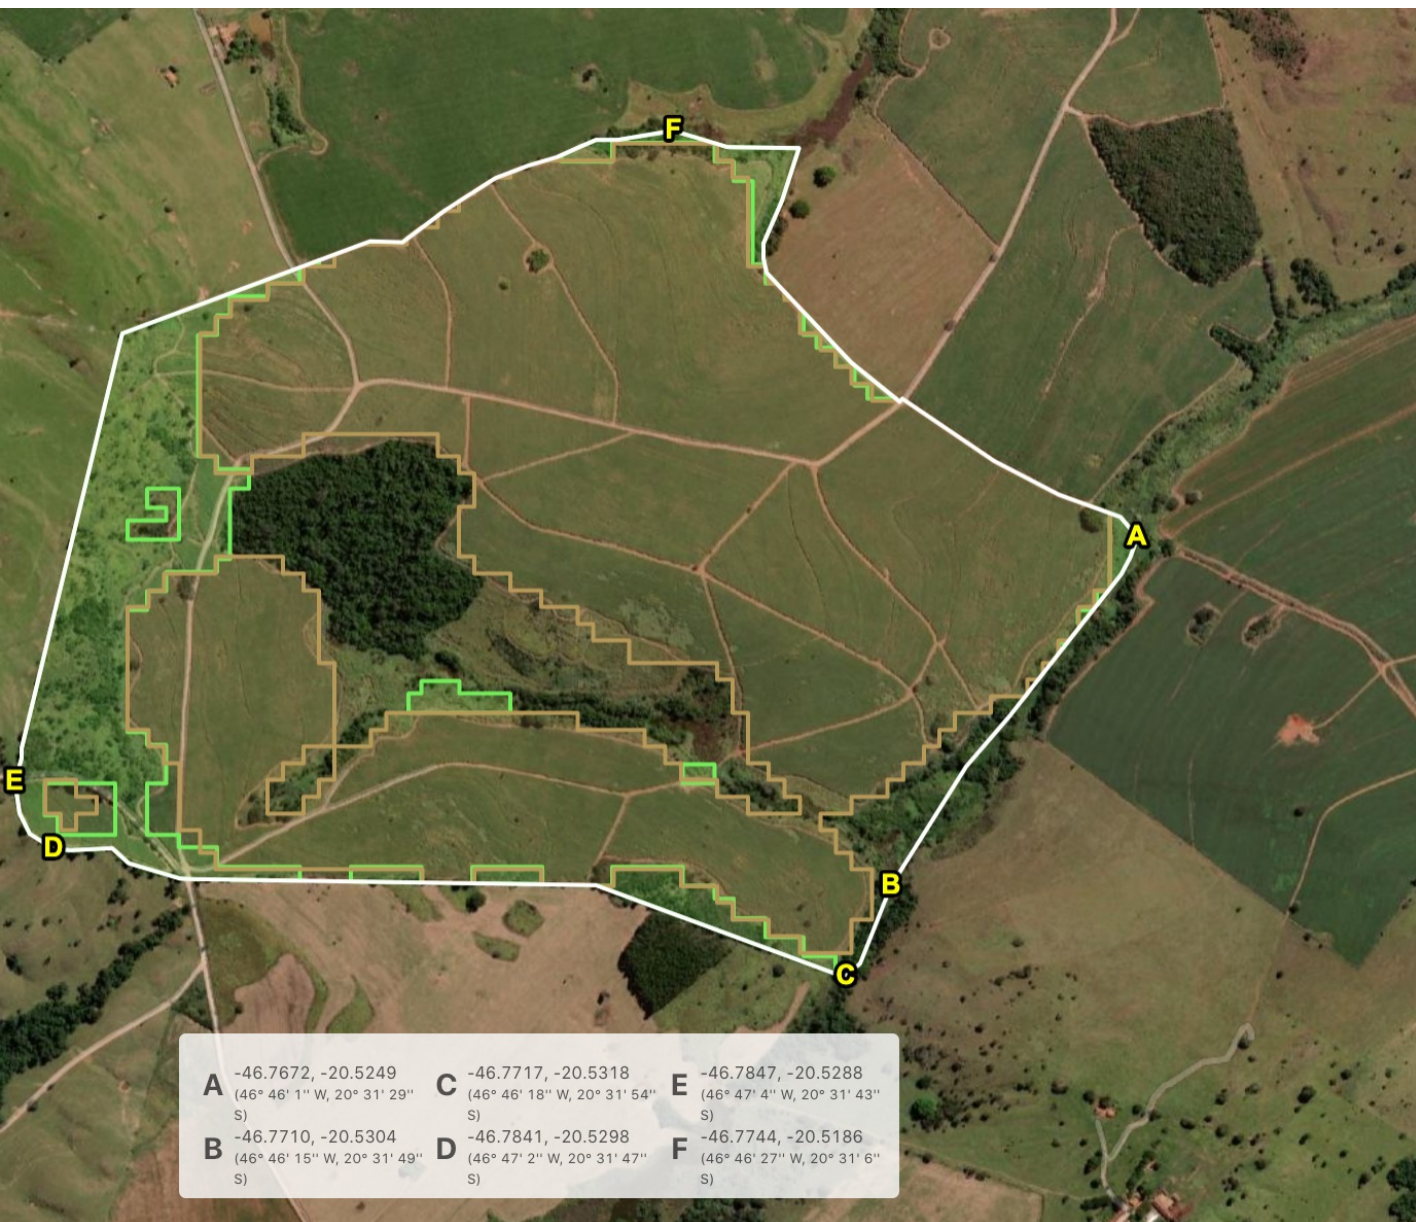 F
A
E
D
B
C
A -46.7672, -20.5249
(46° 46' 1'' W, 20° 31' 29'' S)
B -46.7710, -20.5304
(46° 46' 15'' W, 20° 31' 49'' S)
C -46.7717, -20.5318
(46° 46' 18'' W, 20° 31' 54'' S)
D -46.7841, -20.5298
(46° 47' 2'' W, 20° 31' 47'' S)
E -46.7847, -20.5288
(46° 47' 4'' W, 20° 31' 43'' S)
F -46.7744, -20.5186
(46° 46' 27'' W, 20° 31' 6'' S)